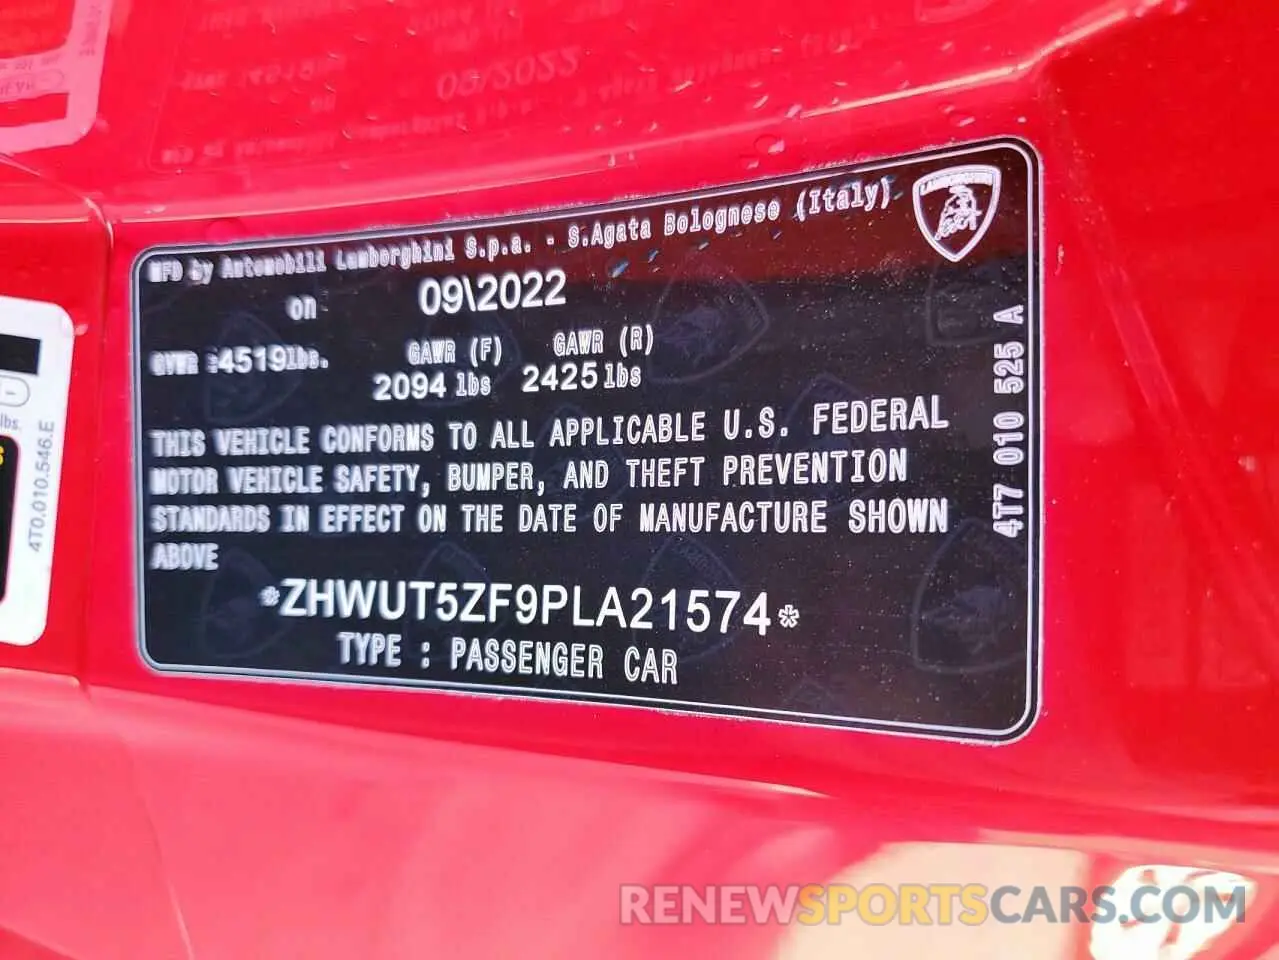 MFD by Automobili Lamborghini S.p.a. - S.Agata Bolognese (Italy)
LAMBORGHINI
on 09\2022
GVWR :4519lbs. GAWR (F) GAWR (R)
2094 lbs 2425 lbs
THIS VEHICLE CONFORMS TO ALL APPLICABLE U.S. FEDERAL
MOTOR VEHICLE SAFETY, BUMPER, AND THEFT PREVENTION
STANDARDS IN EFFECT ON THE DATE OF MANUFACTURE SHOWN
ABOVE
*ZHWUT5ZF9PLA21574*
TYPE : PASSENGER CAR
4T7 010 525 A
lbs.
4T0.010.546.E
RENEWSPORTSCARS.COM